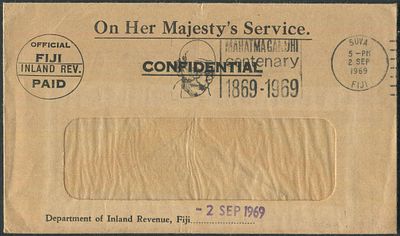 On Her Majesty's Service.
OFFICIAL
FIJI
INLAND REV.
PAID
CONFIDENTIAL
MAHATMA GANDHI
centenary
1869-1969
SUVA
5-PM
2 SEP
1969
FIJI
Department of Inland Revenue, Fiji
- 2 SEP 1969